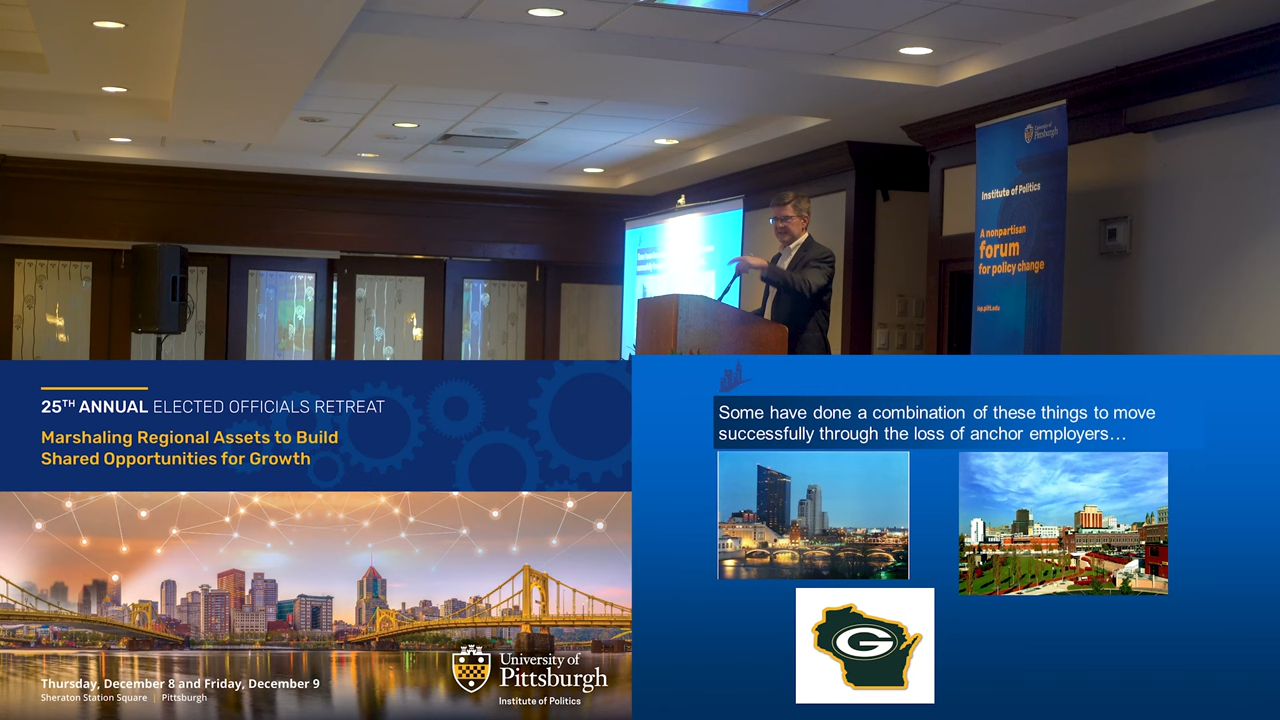 University of
Pittsburgh
Institute of Politics
A nonpartisan
forum
for policy change
iop.pitt.edu
25TH ANNUAL ELECTED OFFICIALS RETREAT
Marshaling Regional Assets to Build
Shared Opportunities for Growth
Thursday, December 8 and Friday, December 9
Sheraton Station Square | Pittsburgh
University of
Pittsburgh
Institute of Politics
Some have done a combination of these things to move
successfully through the loss of anchor employers…
G